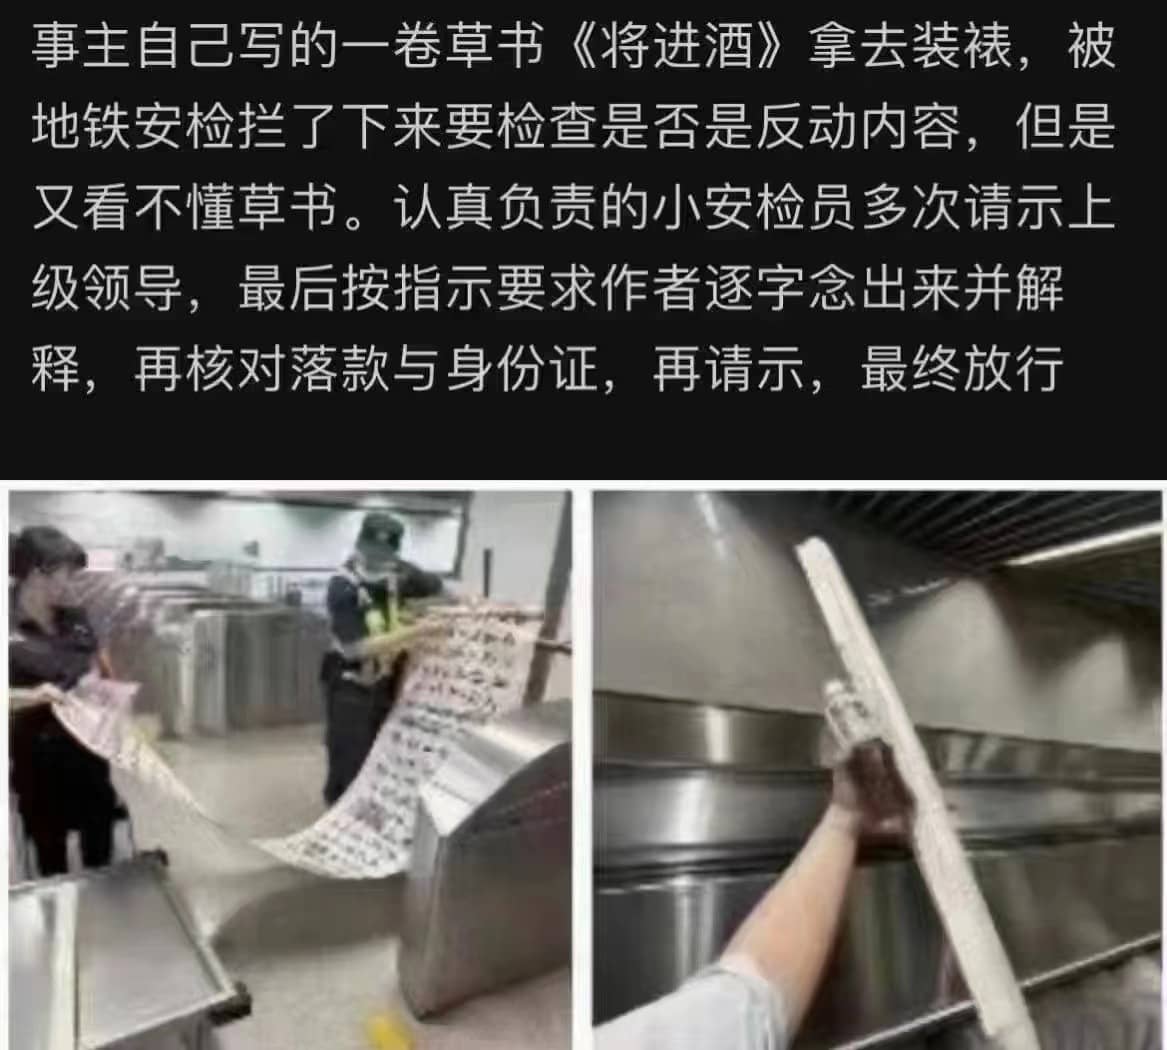 事主自己写的一卷草书《将进酒》拿去装裱，被
地铁安检拦了下来要检查是否是反动内容，但是
又看不懂草书。认真负责的小安检员多次请示上
级领导，最后按指示要求作者逐字念出来并解
释，再核对落款与身份证，再请示，最终放行